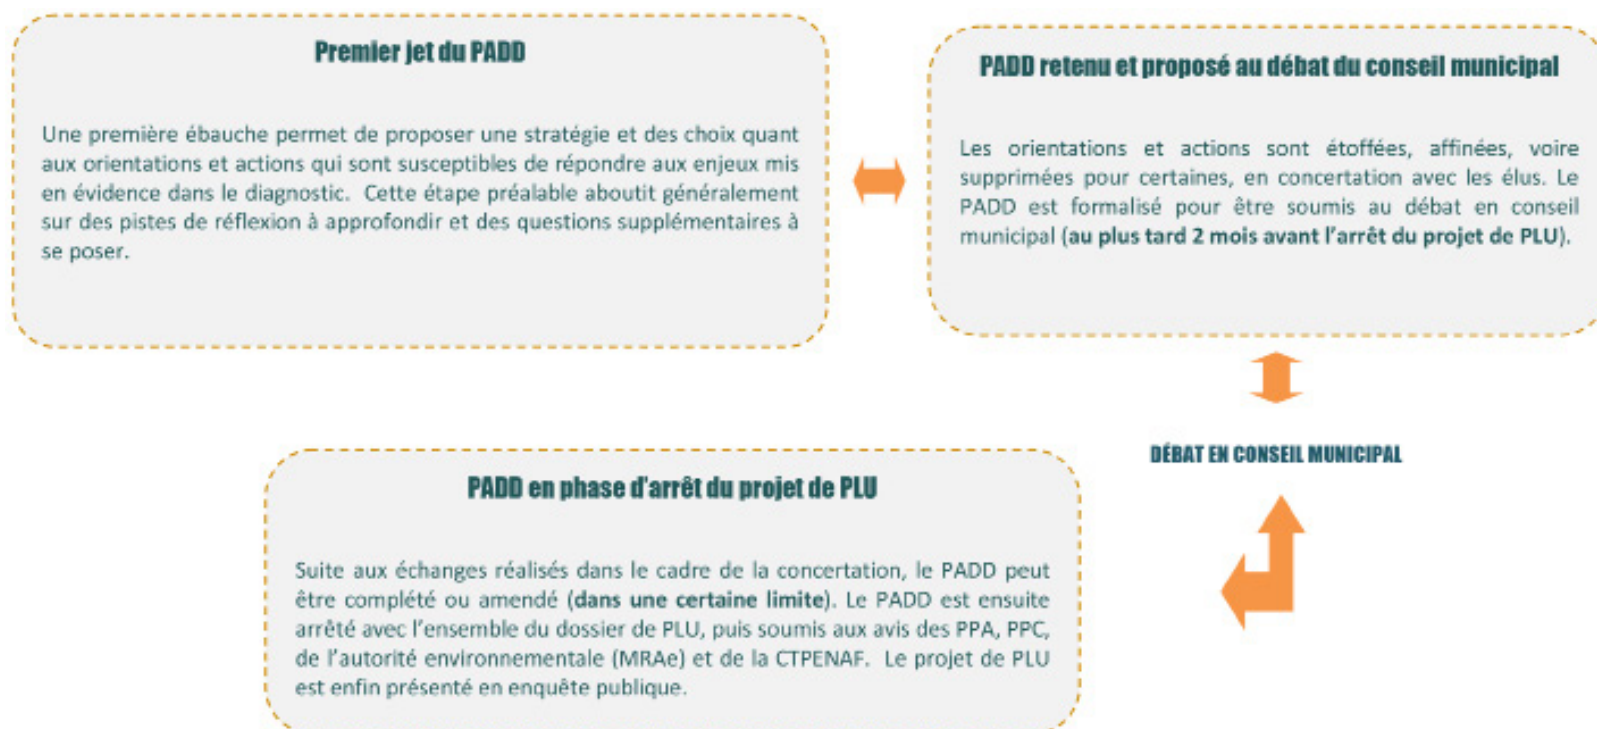 Premier jet du PADD
Une première ébauche permet de proposer une stratégie et des choix quant
aux orientations et actions qui sont susceptibles de répondre aux enjeux mis
en évidence dans le diagnostic. Cette étape préalable aboutit généralement
sur des pistes de réflexion à approfondir et des questions supplémentaires à
se poser.
PADD retenu et proposé au débat du conseil municipal
Les orientations et actions sont étoffées, affinées, voire
supprimées pour certaines, en concertation avec les élus. Le
PADD est formalisé pour être soumis au débat en conseil
municipal (au plus tard 2 mois avant l'arrêt du projet de PLU).
DÉBAT EN CONSEIL MUNICIPAL
PADD en phase d'arrêt du projet de PLU
Suite aux échanges réalisés dans le cadre de la concertation, le PADD peut
être complété ou amendé (dans une certaine limite). Le PADD est ensuite
arrêté avec l'ensemble du dossier de PLU, puis soumis aux avis des PPA, PPC,
de l'autorité environnementale (MRAe) et de la CTPENAF. Le projet de PLU
est enfin présenté en enquête publique.